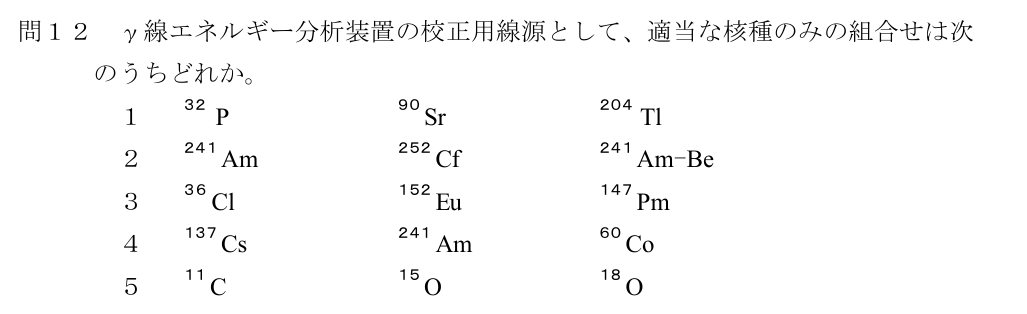 問１２　γ線エネルギー分析装置の校正用線源として、適当な核種のみの組合せは次
のうちどれか。
１　³²P　⁹⁰Sr　²⁰⁴Tl
２　²⁴¹Am　²⁵²Cf　²⁴¹Am−Be
３　³⁶Cl　¹⁵²Eu　¹⁴⁷Pm
４　¹³⁷Cs　²⁴¹Am　⁶⁰Co
５　¹¹C　¹⁵O　¹⁸O